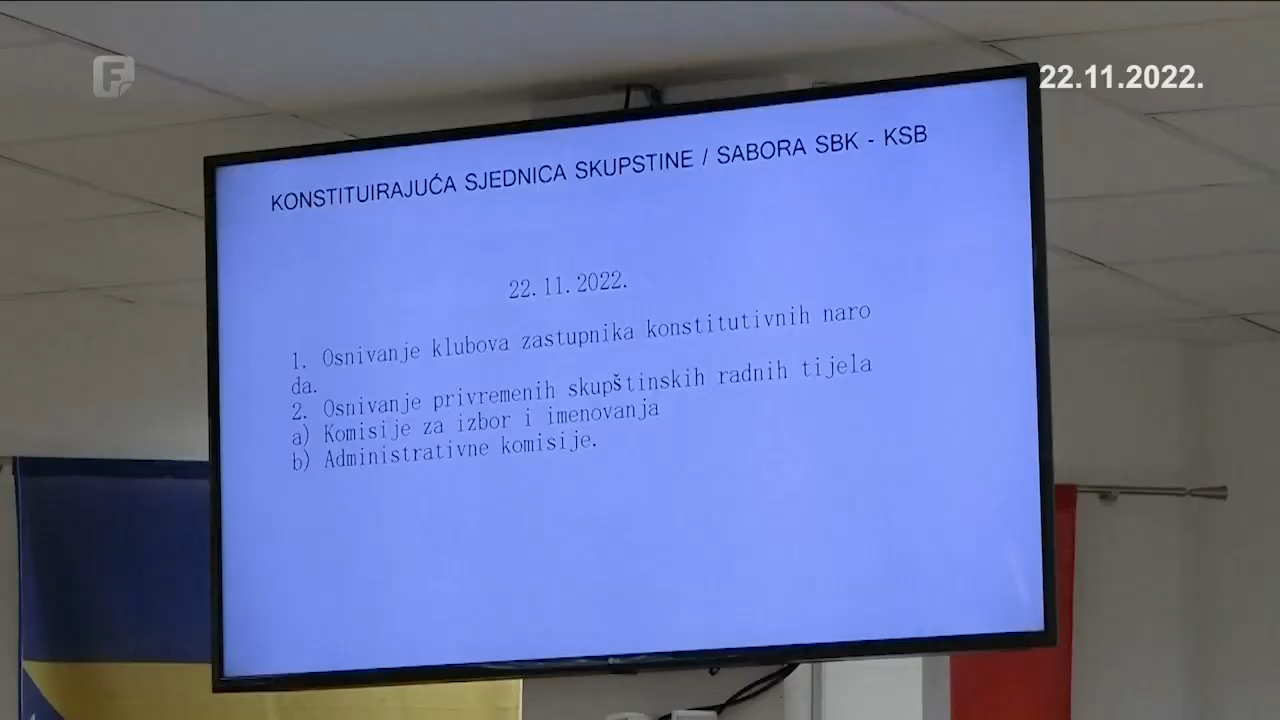 F
22.11.2022.
KONSTITUIRAJUĆA SJEDNICA SKUPSTINE / SABORA SBK - KSB
22.11.2022.
1. Osnivanje klubova zastupnika konstitutivnih naro
da.
2. Osnivanje privremenih skupštinskih radnih tijela
a) Komisije za izbor i imenovanja
b) Administrativne komisije.
LG